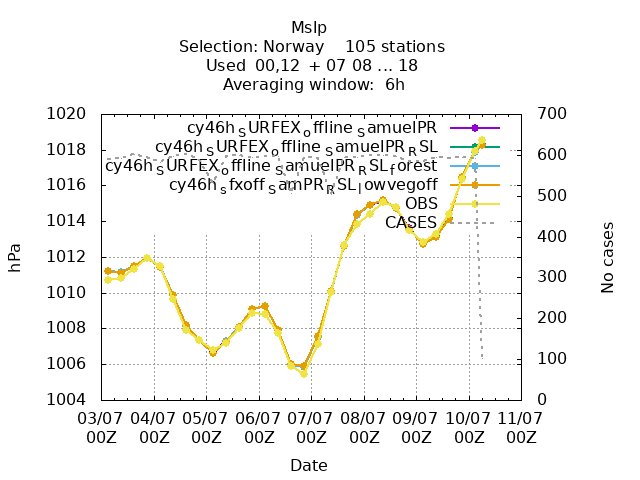 Mslp
Selection: Norway 105 stations
Used 00,12 + 07 08 ... 18
Averaging window: 6h
1020
1018
1016
1014
1012
1010
1008
1006
1004
hPa
700
600
500
400
300
200
100
0
No cases
cy46h_SURFEX_offline_SamuelPR
cy46h_SURFEX_offline_SamuelPR_RSL
cy46h_SURFEX_offline_SamuelPR_RSL_forest
cy46h_sfxoff_SamPR_RSL_lowvegoff
OBS
CASES
03/07 04/07 05/07 06/07 07/07 08/07 09/07 10/07 11/07
00Z 00Z 00Z 00Z 00Z 00Z 00Z 00Z 00Z
Date